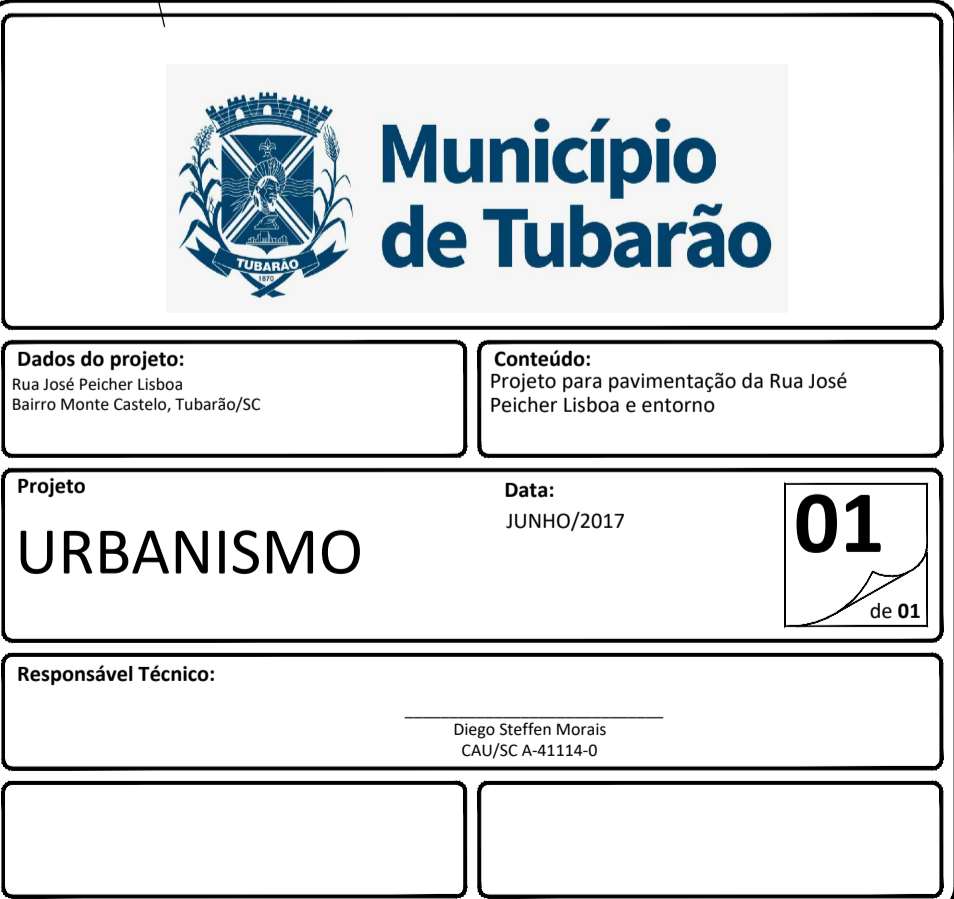 Município
de Tubarão
TUBARÃO
1870
Dados do projeto:
Rua José Peicher Lisboa
Bairro Monte Castelo, Tubarão/SC
Conteúdo:
Projeto para pavimentação da Rua José
Peicher Lisboa e entorno
Projeto
URBANISMO
Data:
JUNHO/2017
01
de 01
Responsável Técnico:
Diego Steffen Morais
CAU/SC A-41114-0